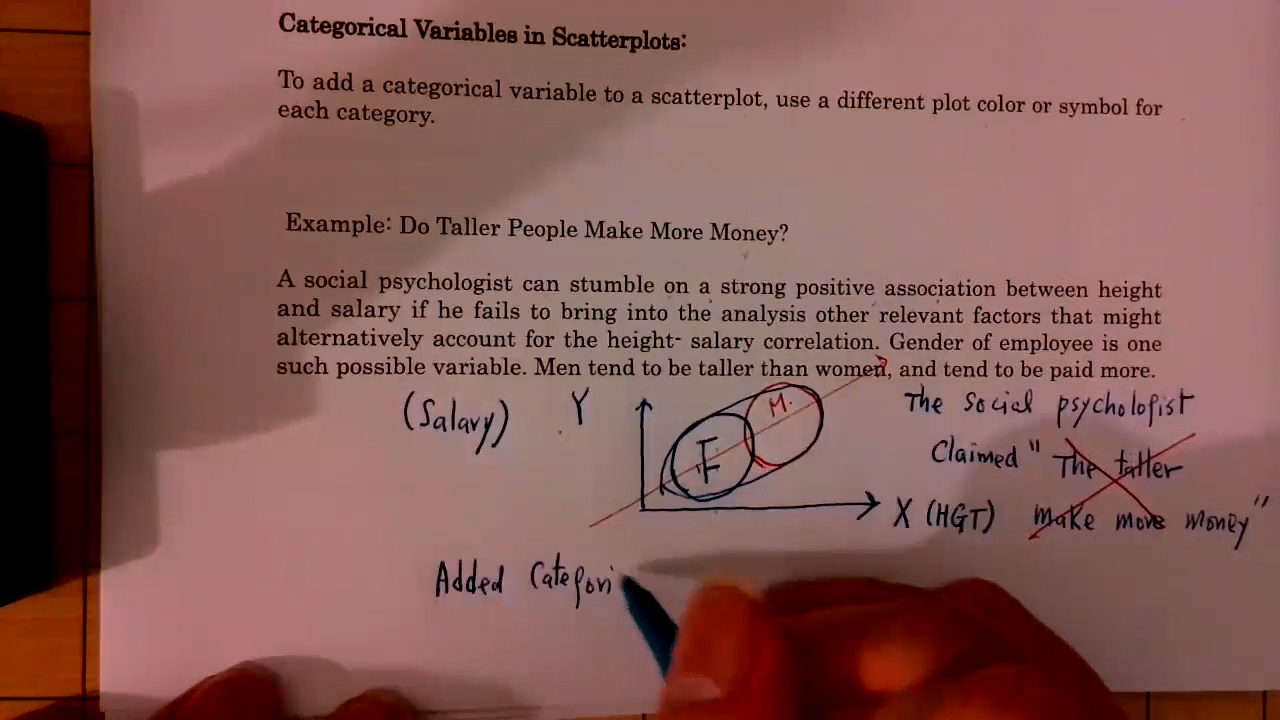 Categorical Variables in Scatterplots:
To add a categorical variable to a scatterplot, use a different plot color or symbol for
each category.
Example: Do Taller People Make More Money?
A social psychologist can stumble on a strong positive association between height
and salary if he fails to bring into the analysis other relevant factors that might
alternatively account for the height- salary correlation. Gender of employee is one
such possible variable. Men tend to be taller than women, and tend to be paid more.
(Salary) Y
M.
F
X (HGT)
The Social psychologist
Claimed "The taller
make more money"
Added Categori